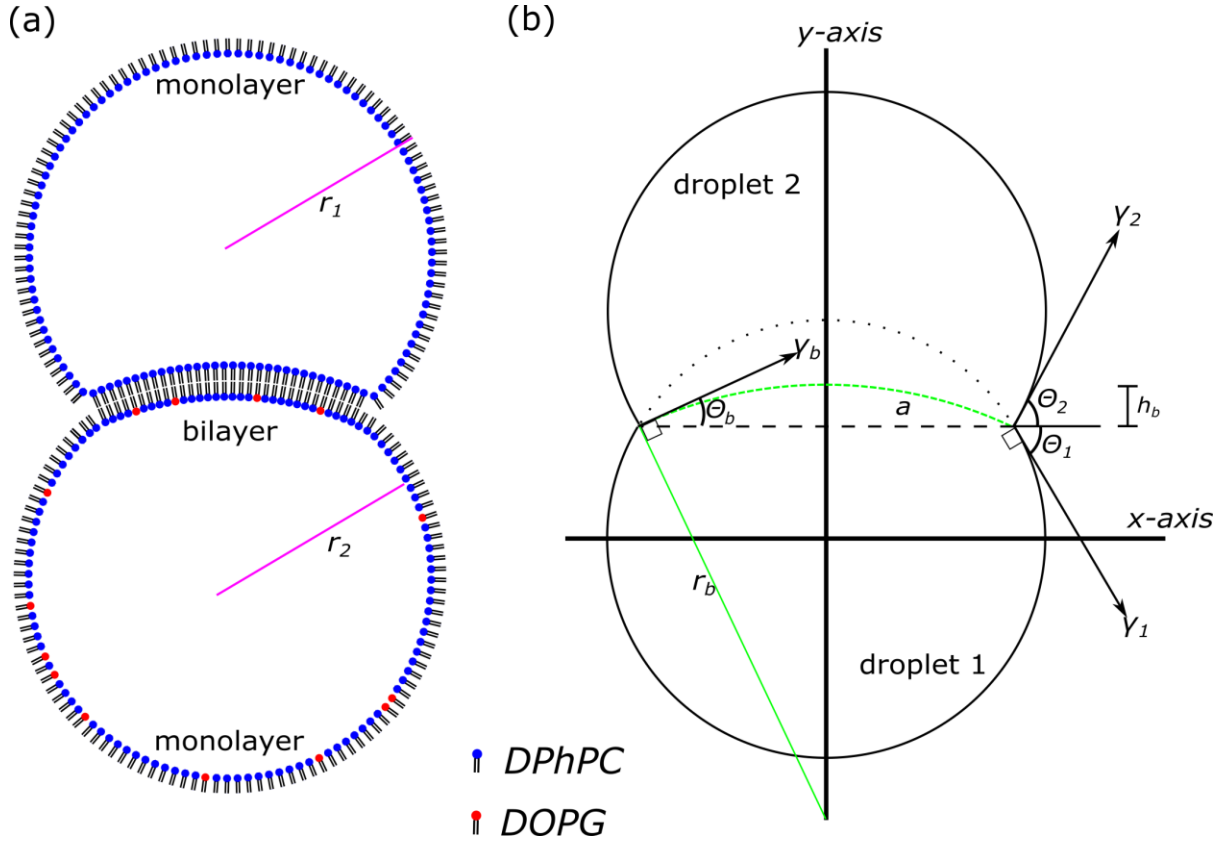 (a)
monolayer
r1
bilayer
r2
monolayer
DPhPC
DOPG
(b)
y-axis
droplet 2
γ2
γb
Θb
a
Θ2
hb
Θ1
x-axis
rb
γ1
droplet 1